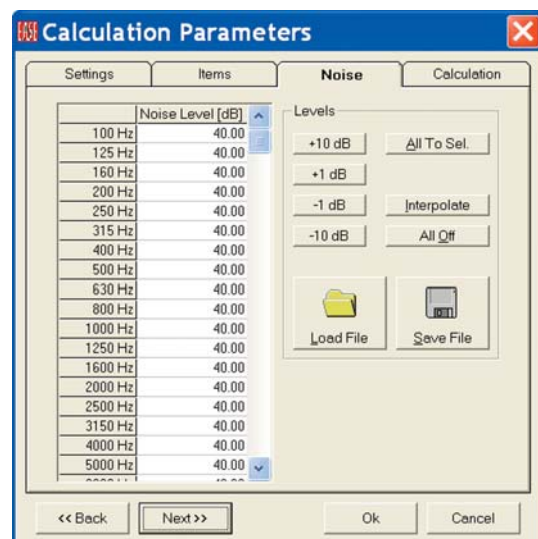 EASE Calculation Parameters
Settings Items Noise Calculation
Noise Level [dB]
100 Hz 40.00
125 Hz 40.00
160 Hz 40.00
200 Hz 40.00
250 Hz 40.00
315 Hz 40.00
400 Hz 40.00
500 Hz 40.00
630 Hz 40.00
800 Hz 40.00
1000 Hz 40.00
1250 Hz 40.00
1600 Hz 40.00
2000 Hz 40.00
2500 Hz 40.00
3150 Hz 40.00
4000 Hz 40.00
5000 Hz 40.00
Levels
+10 dB All To Sel.
+1 dB
-1 dB Interpolate
-10 dB All Off
Load File Save File
<< Back Next >> Ok Cancel